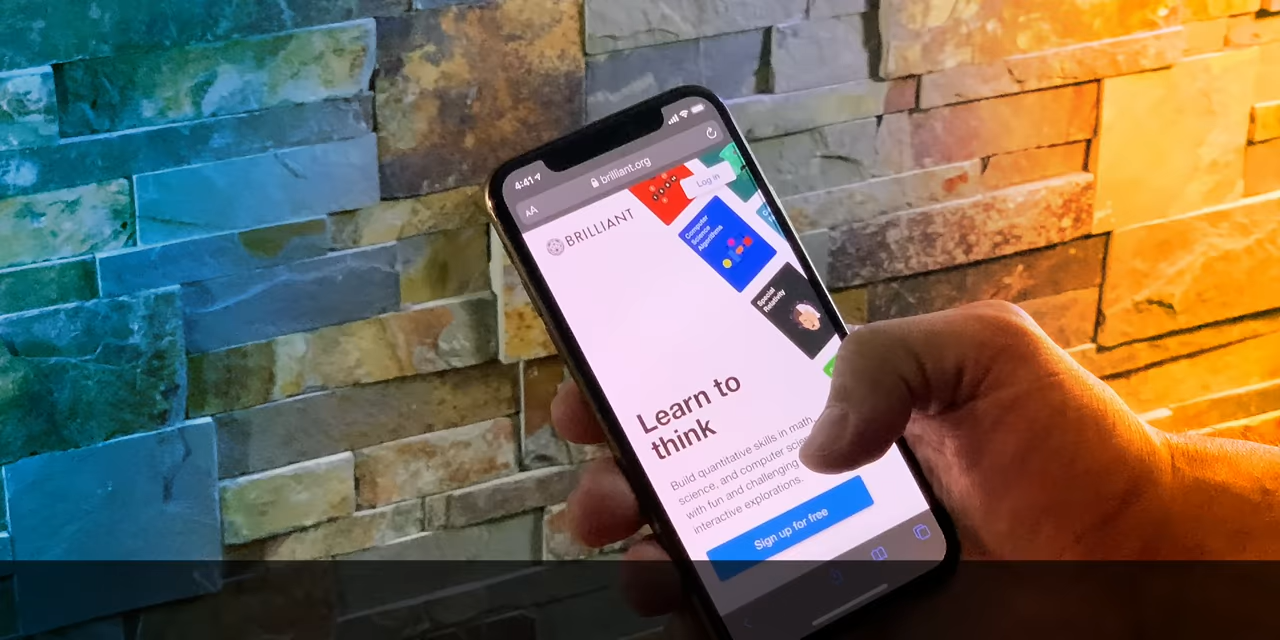 4:41
AA
brilliant.org
BRILLIANT
Log in
Computer
Science
Algorithms
Special
Relativity
Learn to
think
Build quantitative skills in math,
science, and computer
with fun and challenging
interactive explorations.
Sign up for free